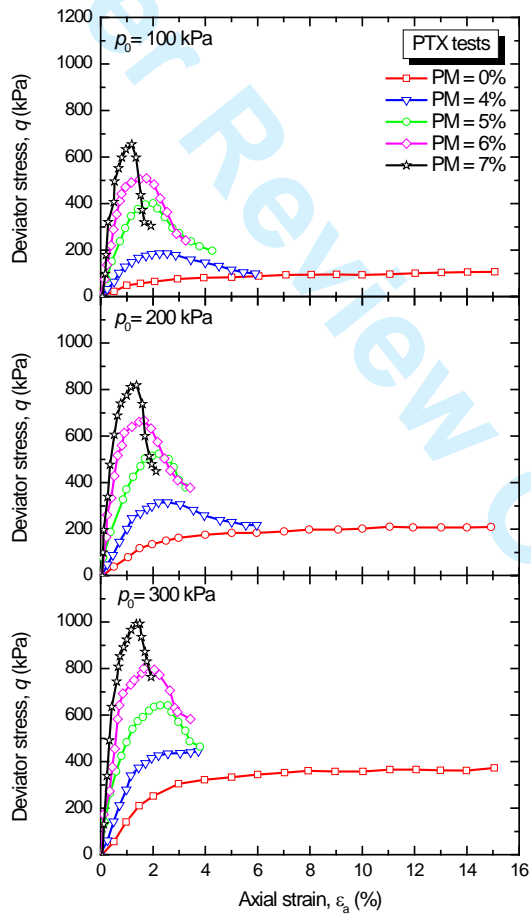 1200
p₀= 100 kPa
PTX tests
1000
PM = 0%
PM = 4%
800
PM = 5%
PM = 6%
600
PM = 7%
400
200
0
Deviator stress, q (kPa)
p₀= 200 kPa
1000
800
600
400
200
0
Deviator stress, q (kPa)
p₀= 300 kPa
1000
800
600
400
200
0
Deviator stress, q (kPa)
0 2 4 6 8 10 12 14 16
Axial strain, εₐ (%)
er Review